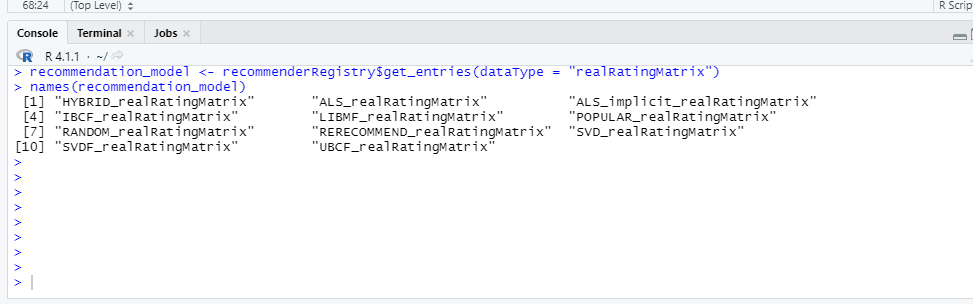 68:24 (Top Level) R Scrip
Console Terminal Jobs
R R 4.1.1 · ~/
> recommendation_model <- recommenderRegistry$get_entries(dataType = "realRatingMatrix")
> names(recommendation_model)
[1] "HYBRID_realRatingMatrix" "ALS_realRatingMatrix" "ALS_implicit_realRatingMatrix"
[4] "IBCF_realRatingMatrix" "LIBMF_realRatingMatrix" "POPULAR_realRatingMatrix"
[7] "RANDOM_realRatingMatrix" "RERECOMMEND_realRatingMatrix" "SVD_realRatingMatrix"
[10] "SVDF_realRatingMatrix" "UBCF_realRatingMatrix"
>
>
>
>
>
>
>
>
>